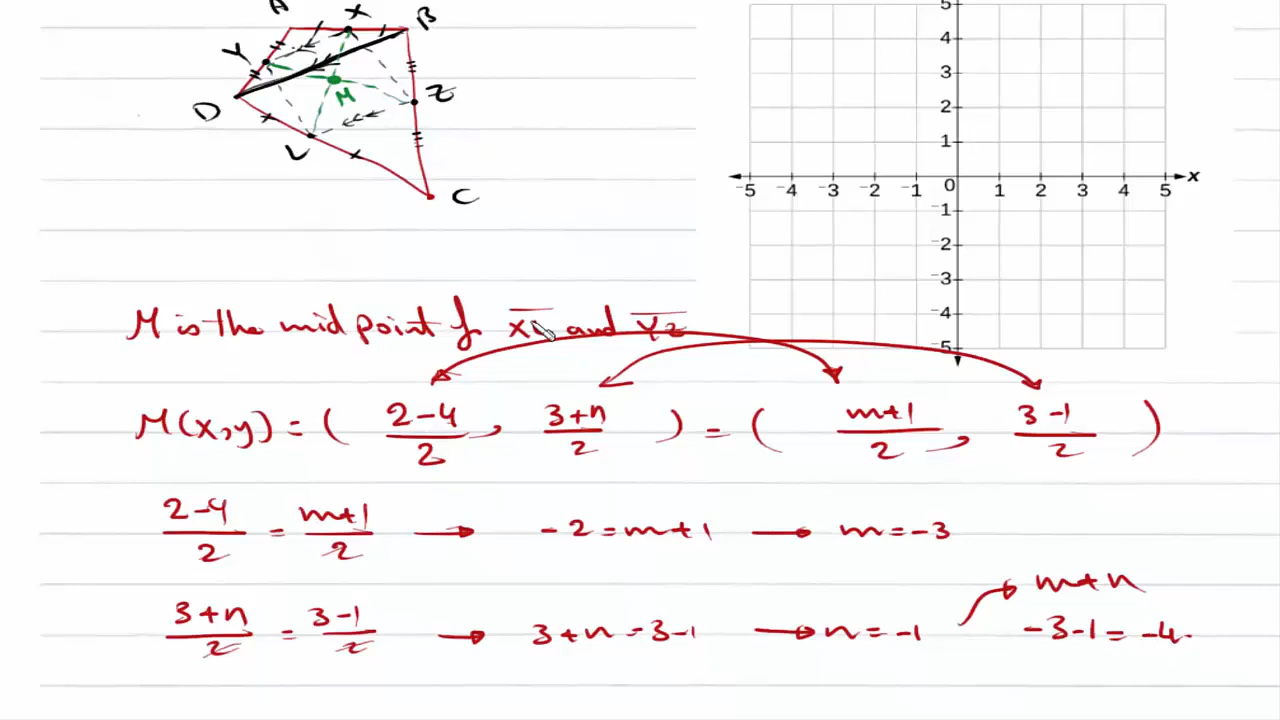 A X B
Y
D M Z
L
C
5
4
3
2
1
-5 -4 -3 -2 -1 0 1 2 3 4 5 x
-1
-2
-3
-4
-5
M is the mid point of XL and YZ
M(x,y) = ( 2-4/2 , 3+n/2 ) = ( m+1/2 , 3-1/2 )
2-4/2 = m+1/2 → -2 = m+1 → m = -3
3+n/2 = 3-1/2 → 3+n = 3-1 → n = -1
m+n
-3-1 = -4.